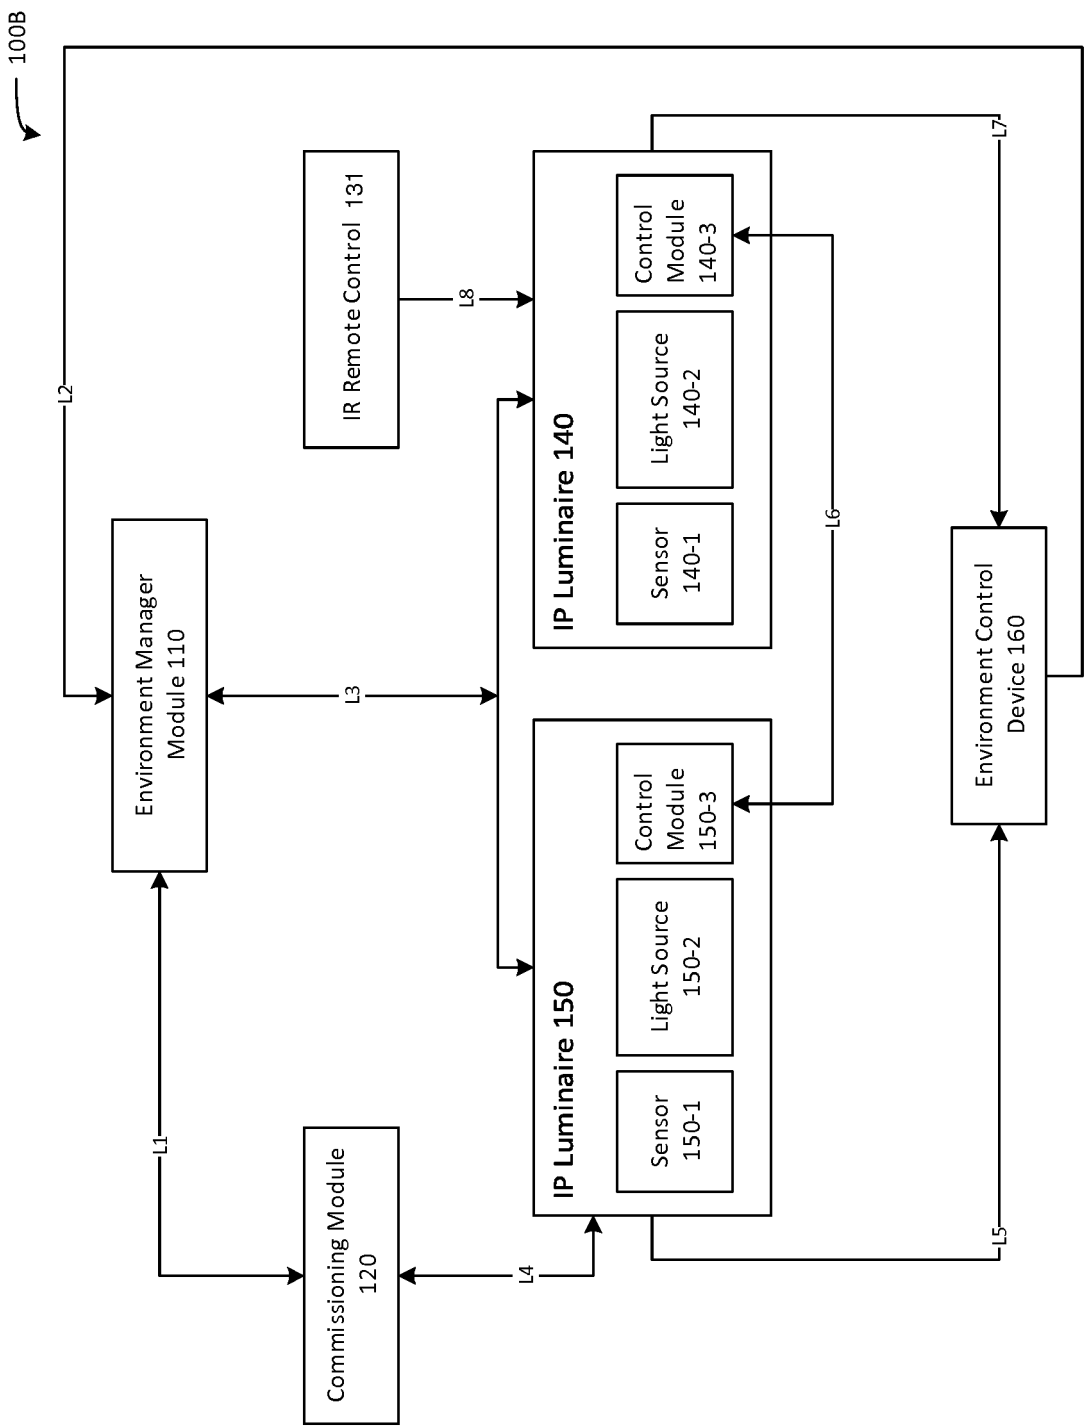 100B
L2
Environment Manager
Module 110
L1
Commissioning Module
120
IR Remote Control 131
L3
L8
L4
IP Luminaire 150
Sensor
150-1
Light Source
150-2
Control
Module
150-3
IP Luminaire 140
Sensor
140-1
Light Source
140-2
Control
Module
140-3
L6
L5
L7
Environment Control
Device 160